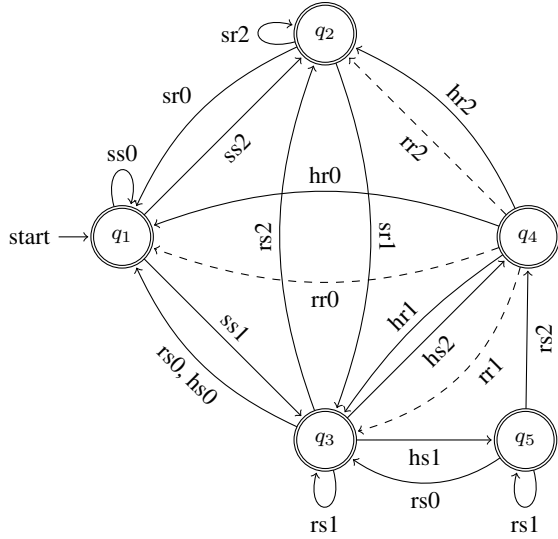 sr2
q2
sr0
hr2
ss2
rr2
ss0
hr0
start
q1
q4
rs2
sr1
rr0
ss1
hr1
hs2
rs0, hs0
rr1
rs2
q3
hs1
q5
rs0
rs1
rs1